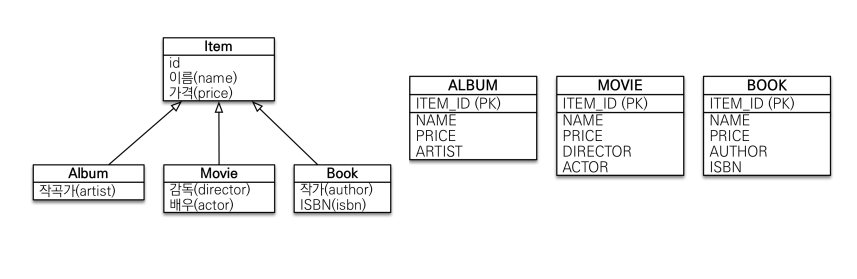 Item
id
이름(name)
가격(price)
Album
작곡가(artist)
Movie
감독(director)
배우(actor)
Book
작가(author)
ISBN(isbn)
ALBUM
ITEM_ID (PK)
NAME
PRICE
ARTIST
MOVIE
ITEM_ID (PK)
NAME
PRICE
DIRECTOR
ACTOR
BOOK
ITEM_ID (PK)
NAME
PRICE
AUTHOR
ISBN